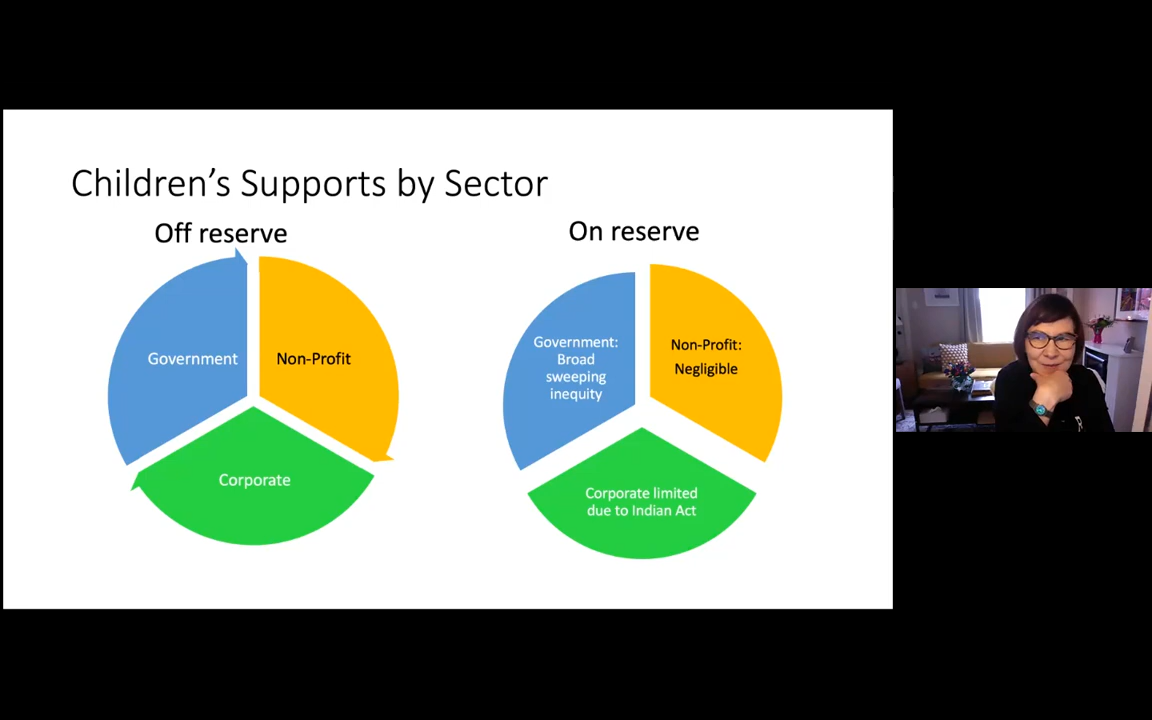 Children’s Supports by Sector
Off reserve
Government
Non-Profit
Corporate
On reserve
Government:
Broad
sweeping
inequity
Non-Profit:
Negligible
Corporate limited
due to Indian Act